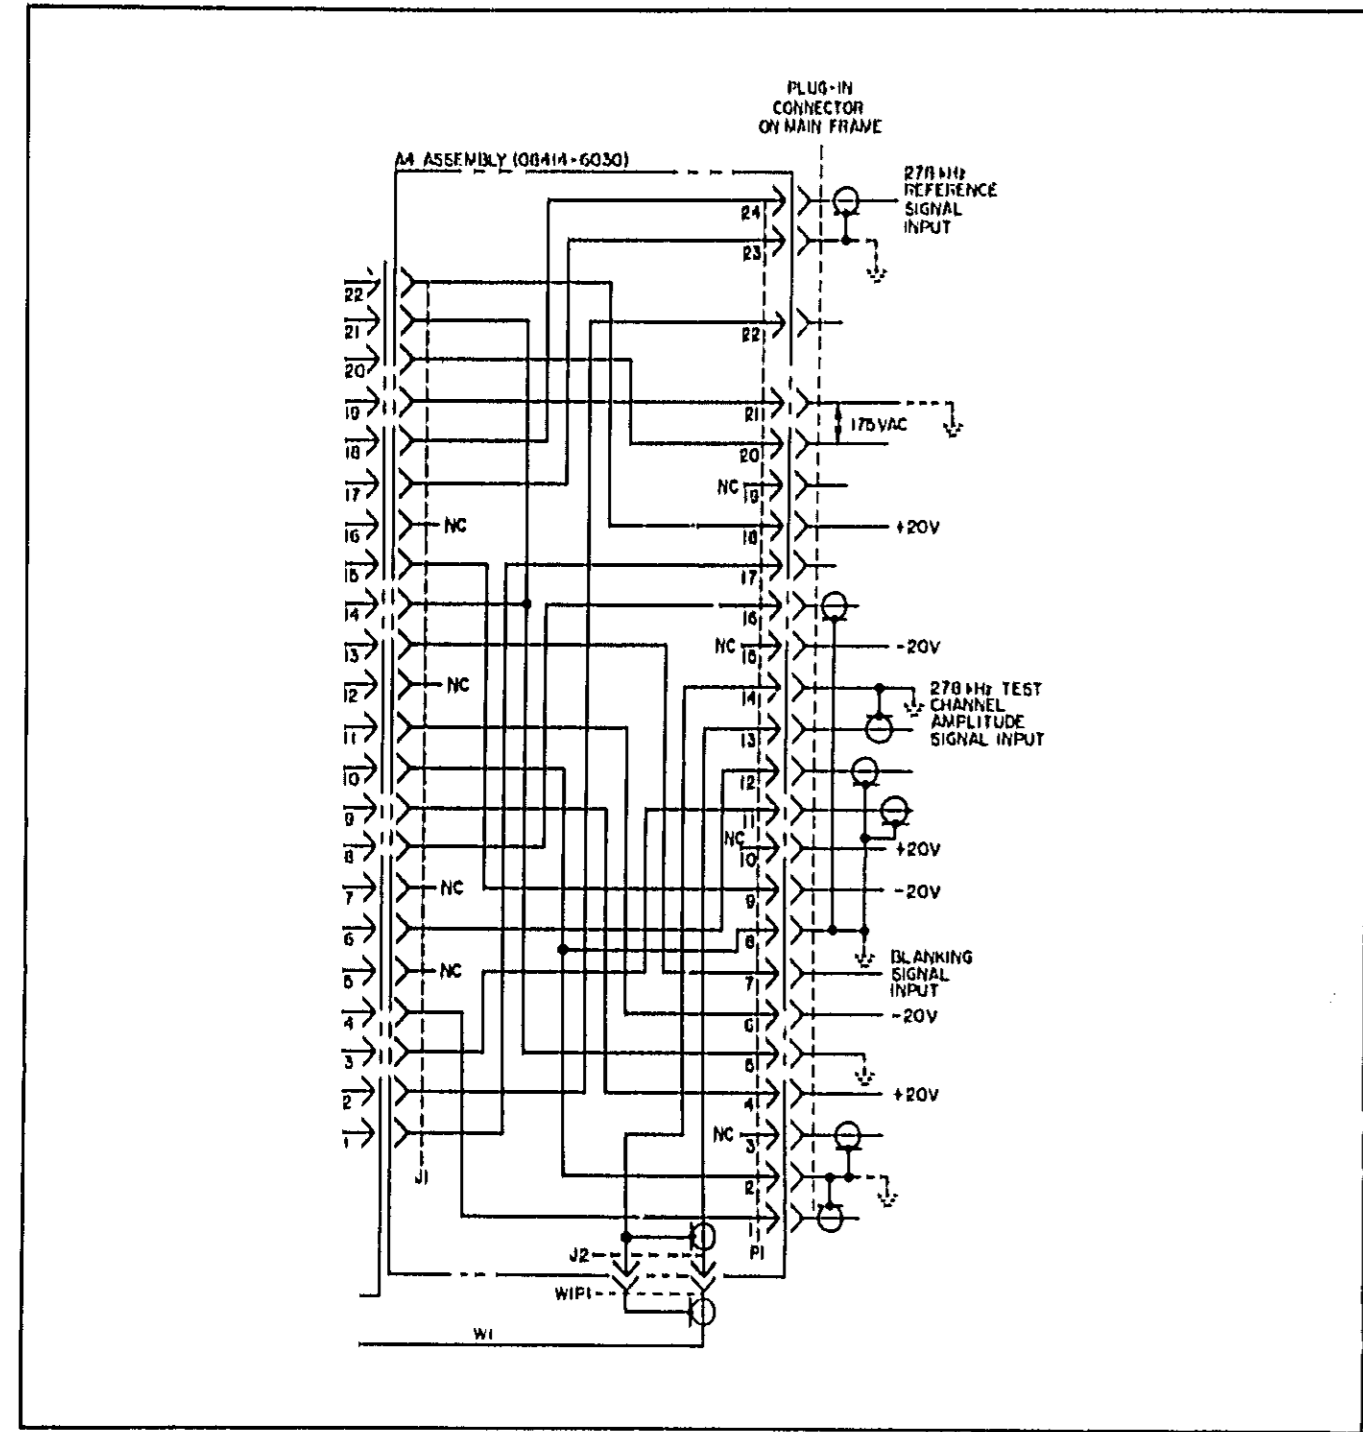 PLUG-IN
CONNECTOR
ON MAIN FRAME
A4 ASSEMBLY (08414-6030)
278 kHz
REFERENCE
SIGNAL
INPUT
24
23
22
22
21
20
21
19
175 VAC
18
20
17
NC
19
16
NC
18
+20V
15
17
14
16
13
NC
15
-20V
12
NC
14
278 kHz TEST
CHANNEL
AMPLITUDE
SIGNAL INPUT
11
13
10
12
9
11
8
NC
10
+20V
7
NC
9
-20V
6
8
5
NC
7
BLANKING
SIGNAL
INPUT
4
6
-20V
3
5
2
4
+20V
1
NC
3
J1
2
1
P1
J2
W1P1
W1